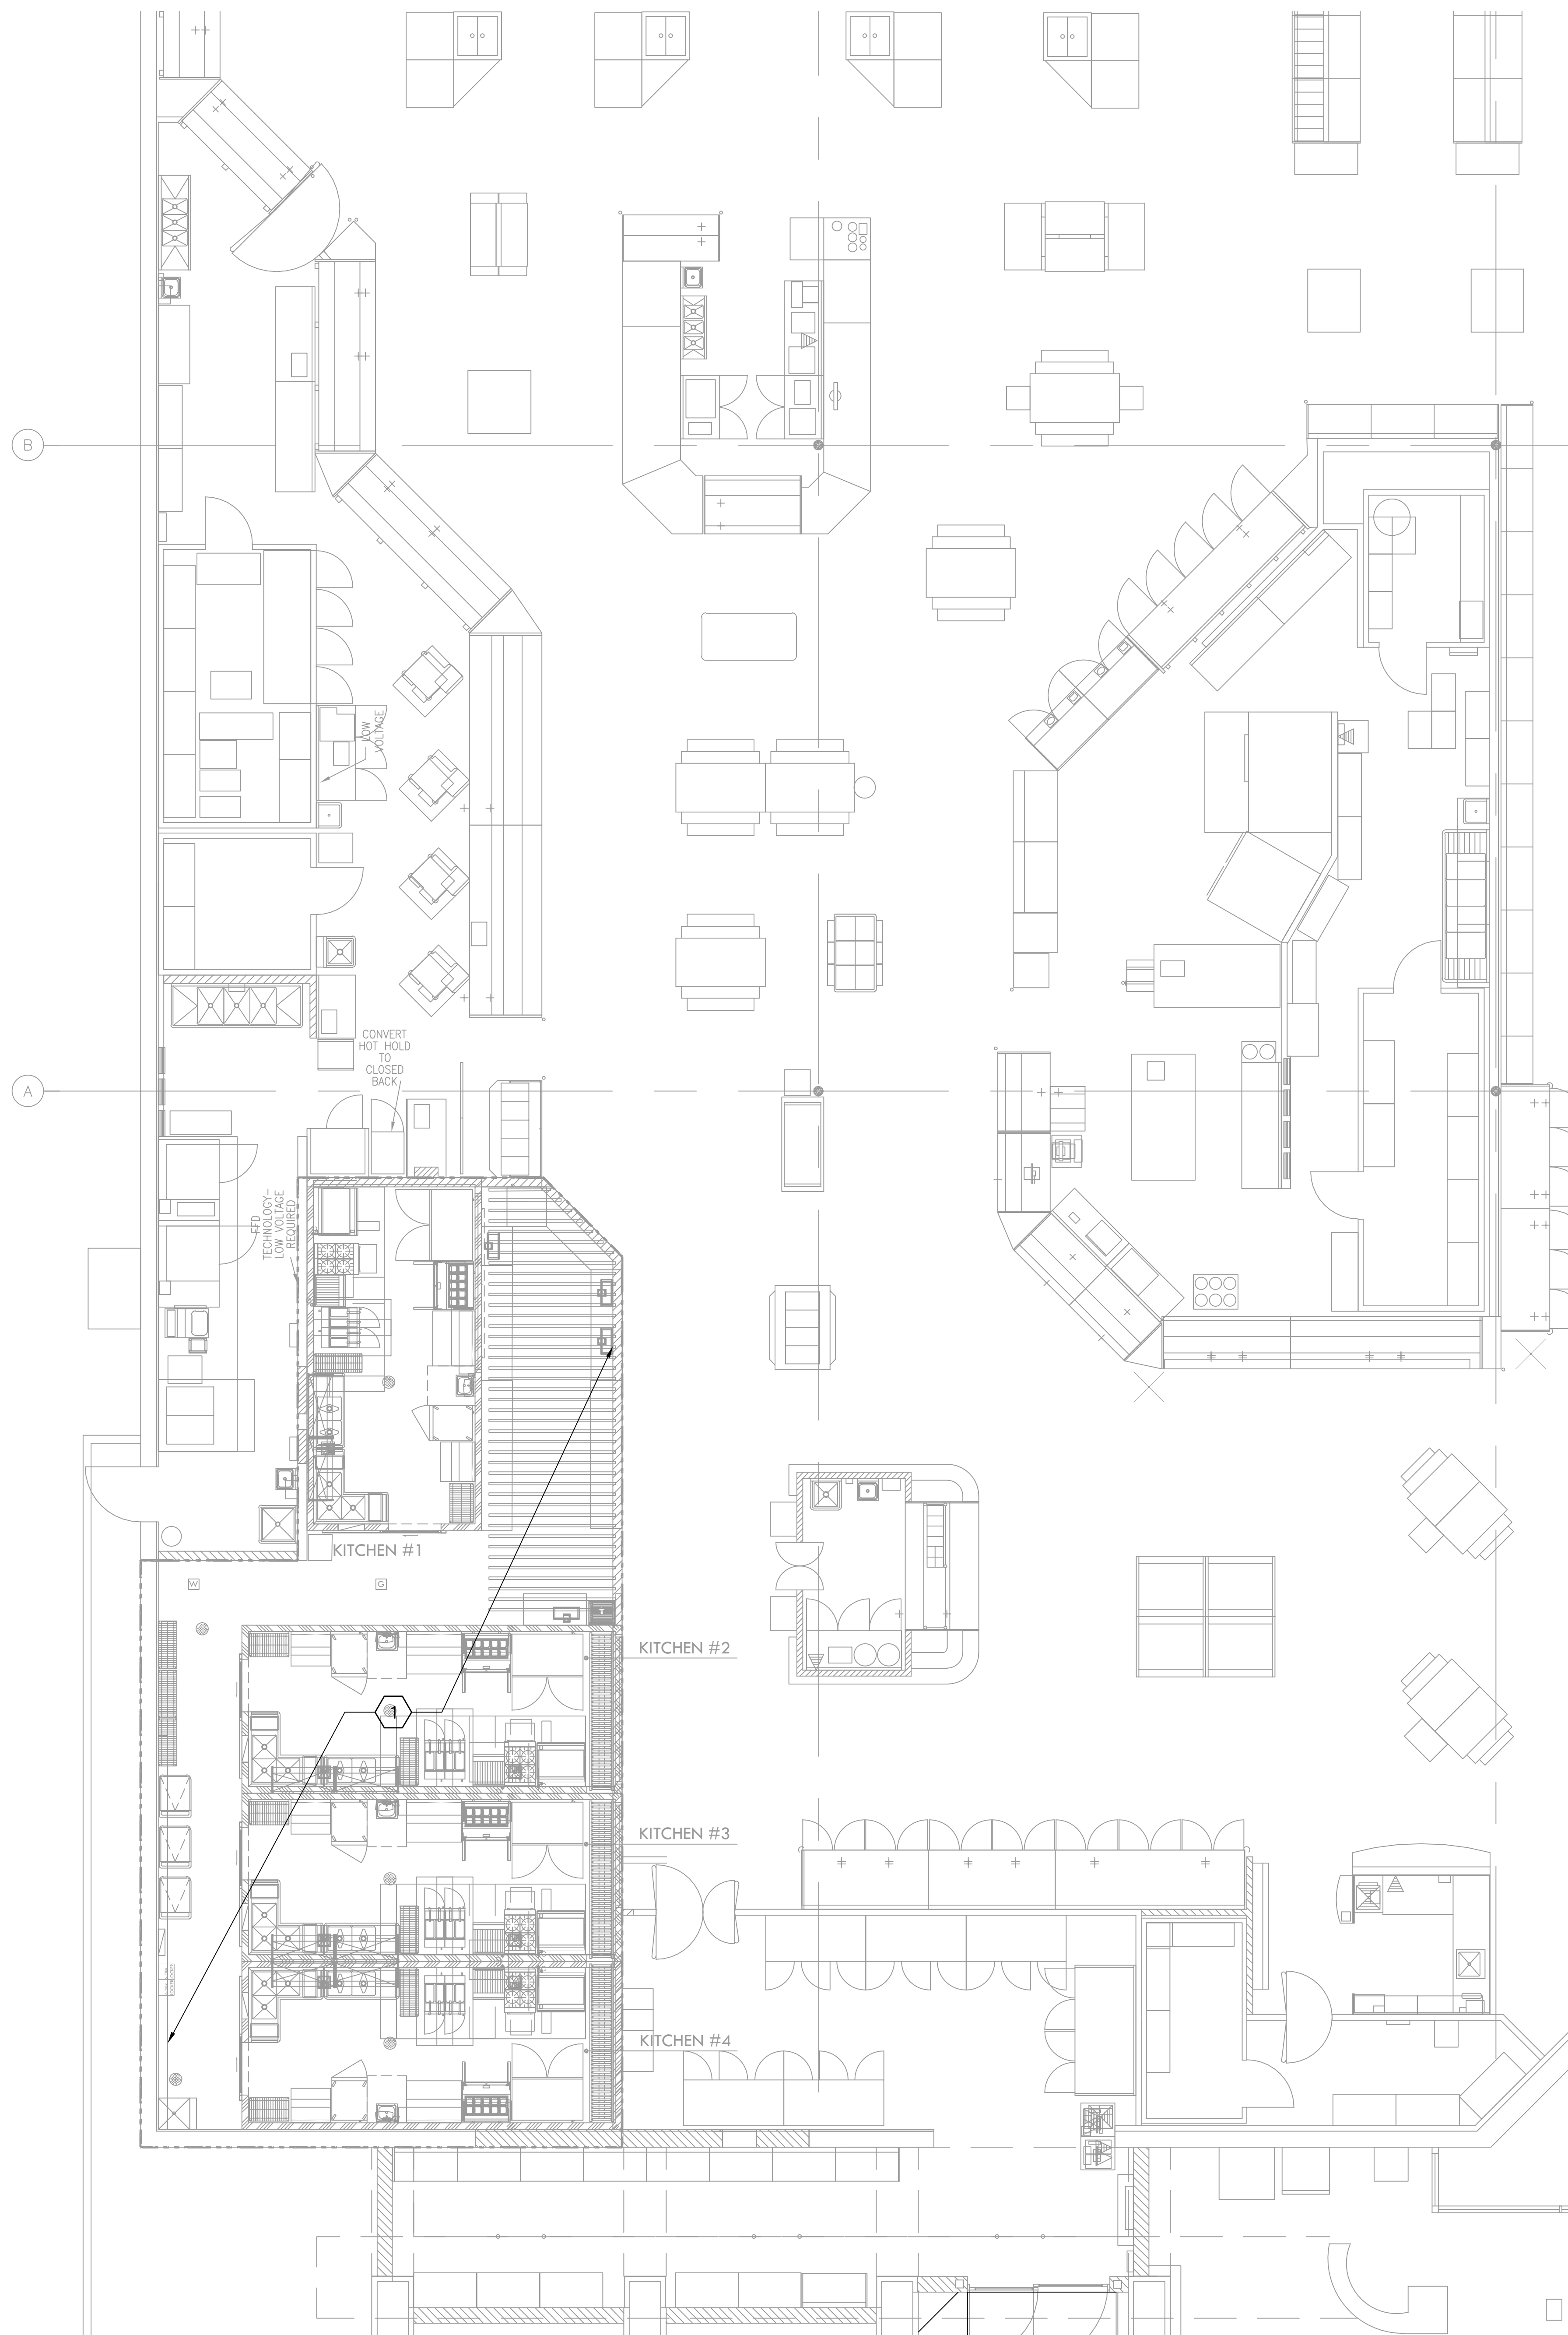 B
LOW
VOLTAGE
CONVERT
HOT HOLD
TO
CLOSED
BACK
A
EFD
TECHNOLOGY-
LOW VOLTAGE
REQUIRED
KITCHEN #1
W
G
KITCHEN #2
1
KITCHEN #3
KITCHEN #4